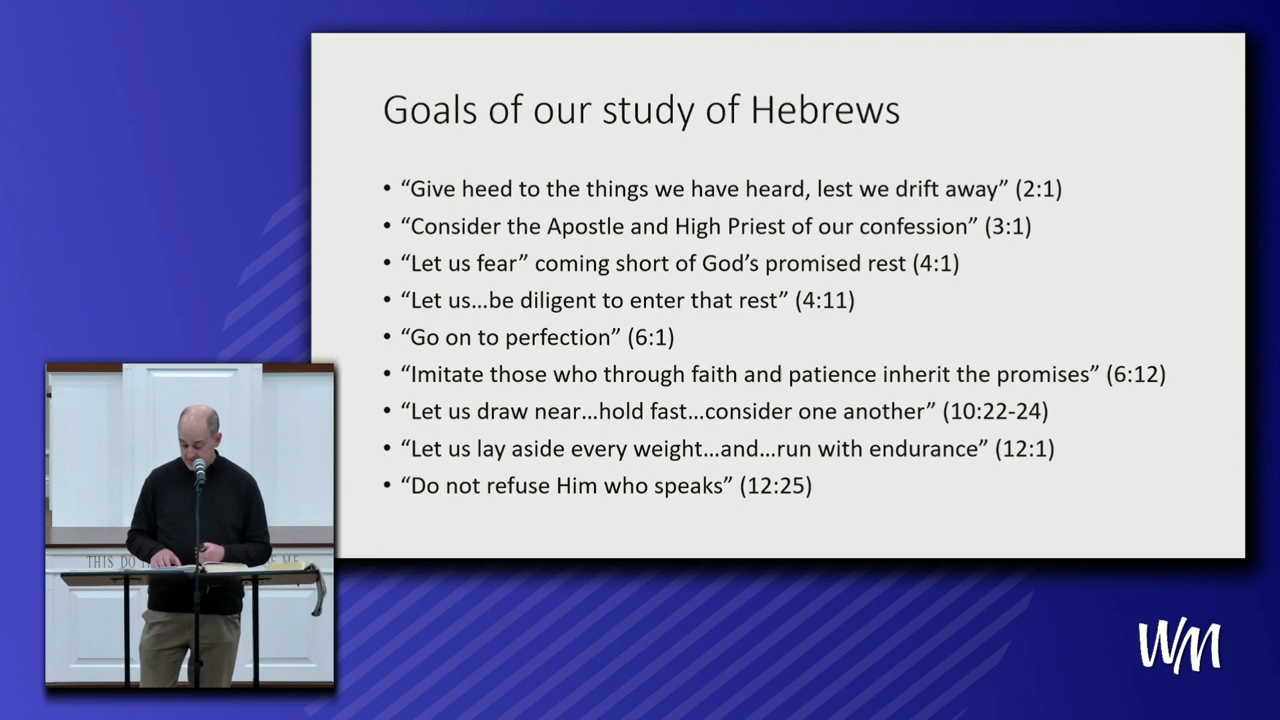 Goals of our study of Hebrews
• “Give heed to the things we have heard, lest we drift away” (2:1)
• “Consider the Apostle and High Priest of our confession” (3:1)
• “Let us fear” coming short of God’s promised rest (4:1)
• “Let us…be diligent to enter that rest” (4:11)
• “Go on to perfection” (6:1)
• “Imitate those who through faith and patience inherit the promises” (6:12)
• “Let us draw near…hold fast…consider one another” (10:22-24)
• “Let us lay aside every weight…and…run with endurance” (12:1)
• “Do not refuse Him who speaks” (12:25)
THIS DO ME
WM